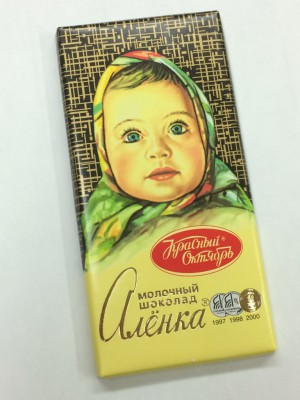 Красный®
Октябрь
молочный
шоколад
Алёнка®
1997 1998 2000